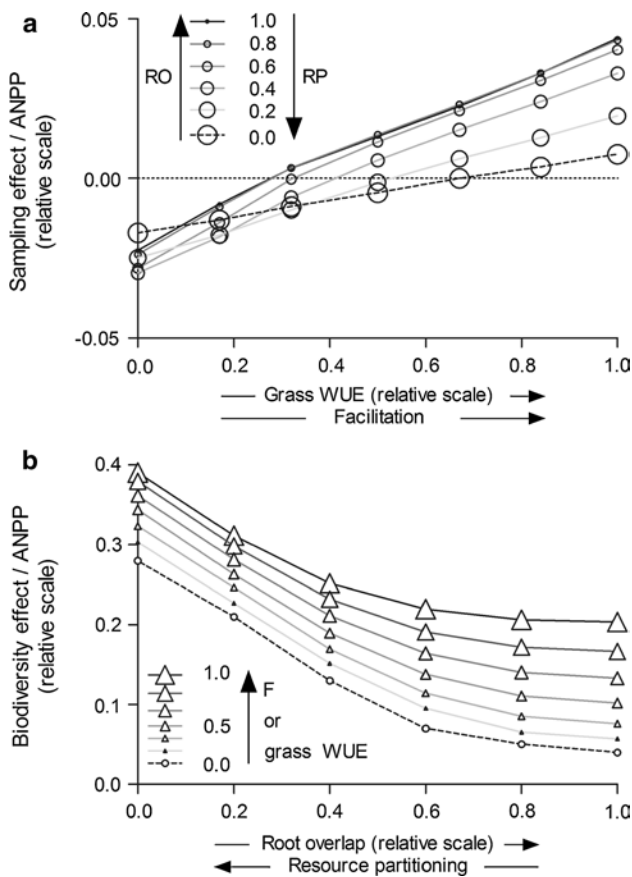 a
0.05
0.00
-0.05
Sampling effect / ANPP
(relative scale)
RO
1.0
0.8
0.6
0.4
0.2
0.0
RP
0.0 0.2 0.4 0.6 0.8 1.0
Grass WUE (relative scale)
Facilitation
b
0.4
0.3
0.2
0.1
0.0
Biodiversity effect / ANPP
(relative scale)
1.0
0.5
0.0
F
or
grass WUE
0.0 0.2 0.4 0.6 0.8 1.0
Root overlap (relative scale)
Resource partitioning